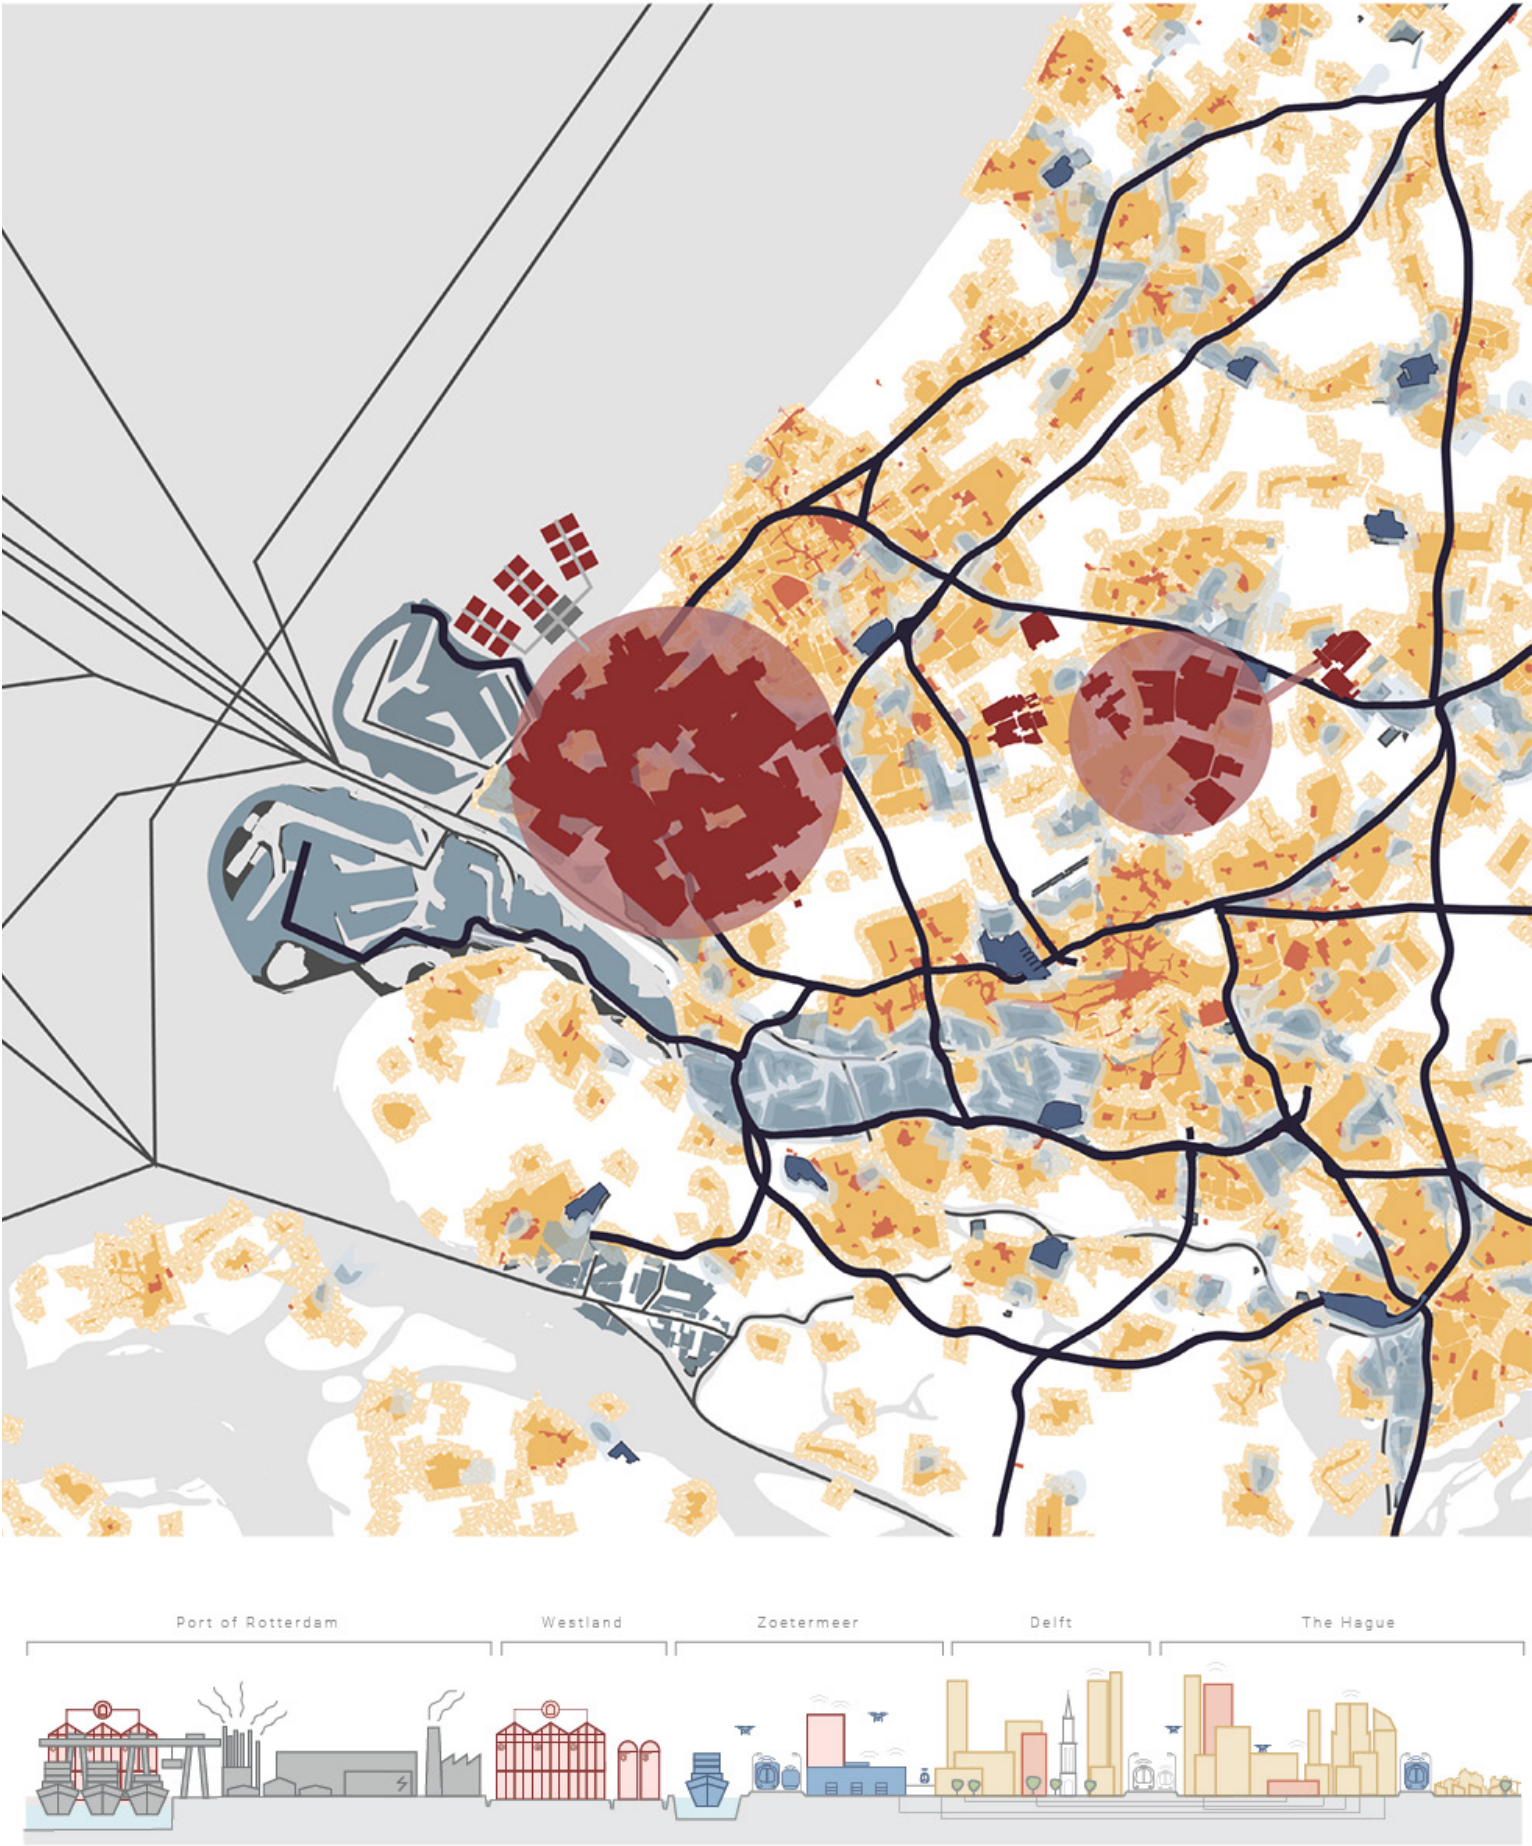 Port of Rotterdam
Westland
Zoetermeer
Delft
The Hague